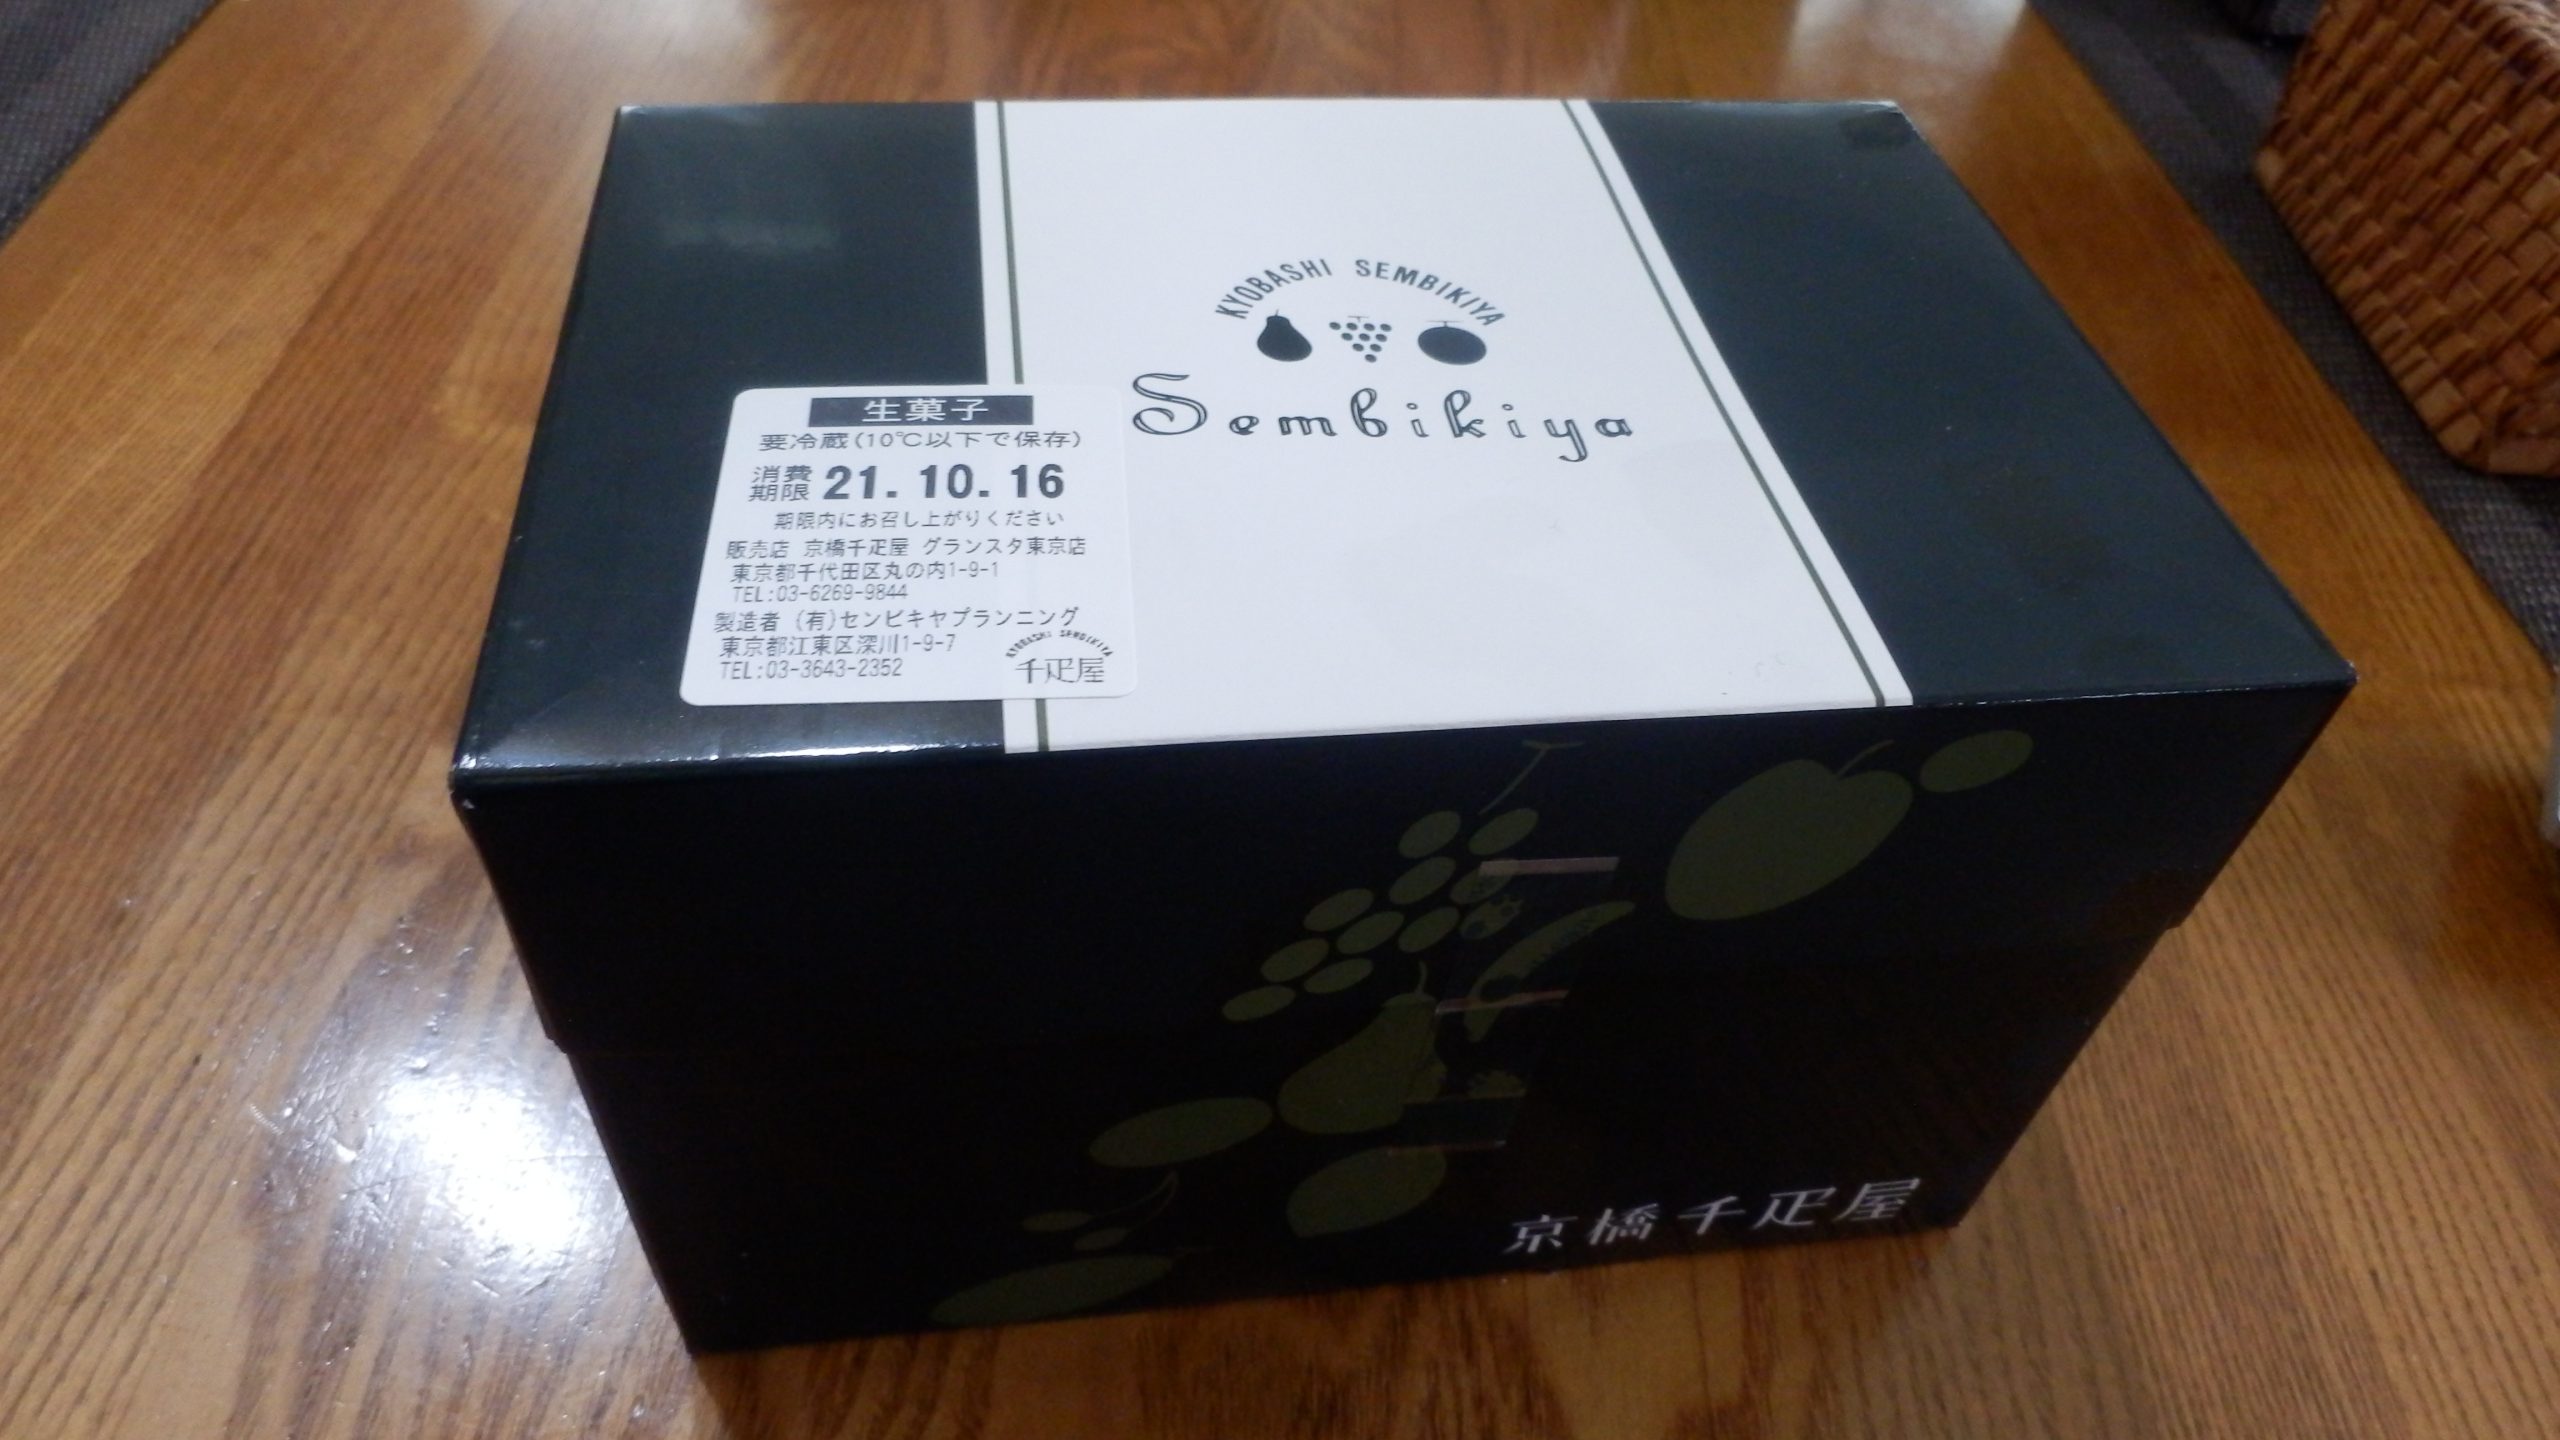 KYOBASHI SEMBIKIYA
Sembikiya
生菓子
要冷蔵(10℃以下で保存)
消費期限 21.10.16
期限内にお召し上がりください
販売店 京橋千疋屋 グランスタ東京店
東京都千代田区丸の内1-9-1
TEL:03-6269-9844
製造者 (有)センビキヤプランニング
東京都江東区深川1-9-7
TEL:03-3643-2352
KYOBASHI SEMBIKIYA
千疋屋
京橋千疋屋